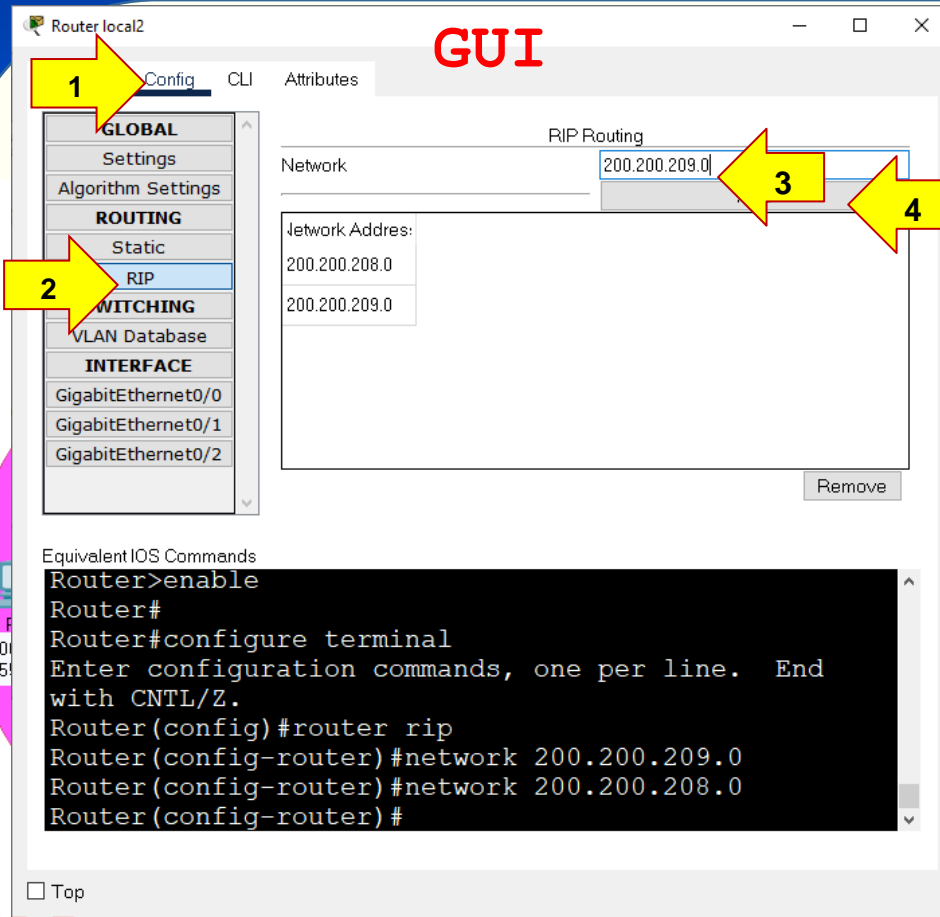 Router local2
GUI
1
Config
CLI
Attributes
GLOBAL
Settings
Algorithm Settings
ROUTING
Static
2
RIP
SWITCHING
VLAN Database
INTERFACE
GigabitEthernet0/0
GigabitEthernet0/1
GigabitEthernet0/2
RIP Routing
Network
200.200.209.0
3
4
Network Address
200.200.208.0
200.200.209.0
Remove
Equivalent IOS Commands
Router>enable
Router#
Router#configure terminal
Enter configuration commands, one per line. End
with CNTL/Z.
Router(config)#router rip
Router(config-router)#network 200.200.209.0
Router(config-router)#network 200.200.208.0
Router(config-router)#
Top